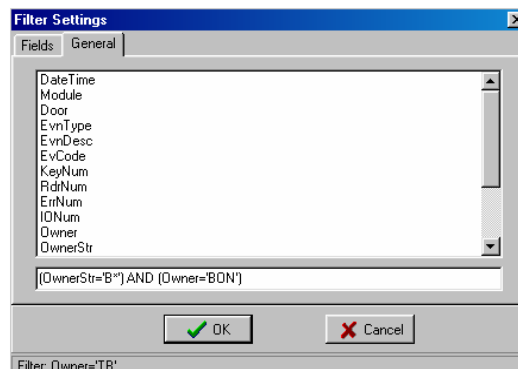 Filter Settings
Fields General
DateTime
Module
Door
EvnType
EvnDesc
EvCode
KeyNum
RdrNum
ErrNum
IONum
Owner
OwnerStr
(OwnerStr='B*') AND (Owner='BON')
OK Cancel
Filter: Owner='TB'